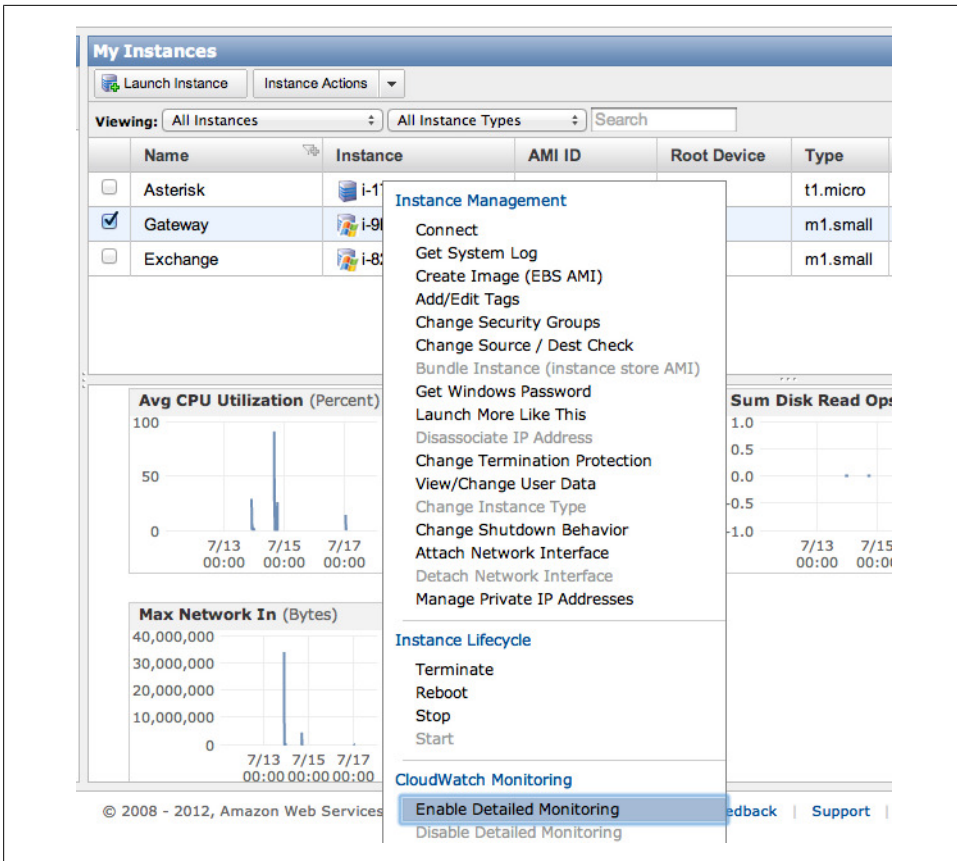 My Instances
Launch Instance Instance Actions
Viewing: All Instances All Instance Types Search
Name Instance AMI ID Root Device Type
Asterisk i-1 t1.micro
Gateway i-9 m1.small
Exchange i-8 m1.small
Instance Management
Connect
Get System Log
Create Image (EBS AMI)
Add/Edit Tags
Change Security Groups
Change Source / Dest Check
Bundle Instance (instance store AMI)
Get Windows Password
Launch More Like This
Disassociate IP Address
Change Termination Protection
View/Change User Data
Change Instance Type
Change Shutdown Behavior
Attach Network Interface
Detach Network Interface
Manage Private IP Addresses
Instance Lifecycle
Terminate
Reboot
Stop
Start
CloudWatch Monitoring
Enable Detailed Monitoring
Disable Detailed Monitoring
Avg CPU Utilization (Percent)
100
50
0
7/13 7/15 7/17
00:00 00:00 00:00
Sum Disk Read Ops
1.0
0.5
0.0
-0.5
-1.0
7/13 7/15
00:00 00:0
Max Network In (Bytes)
40,000,000
30,000,000
20,000,000
10,000,000
0
7/13 7/15 7/17
00:00 00:00 00:00
© 2008 - 2012, Amazon Web Services edback | Support |